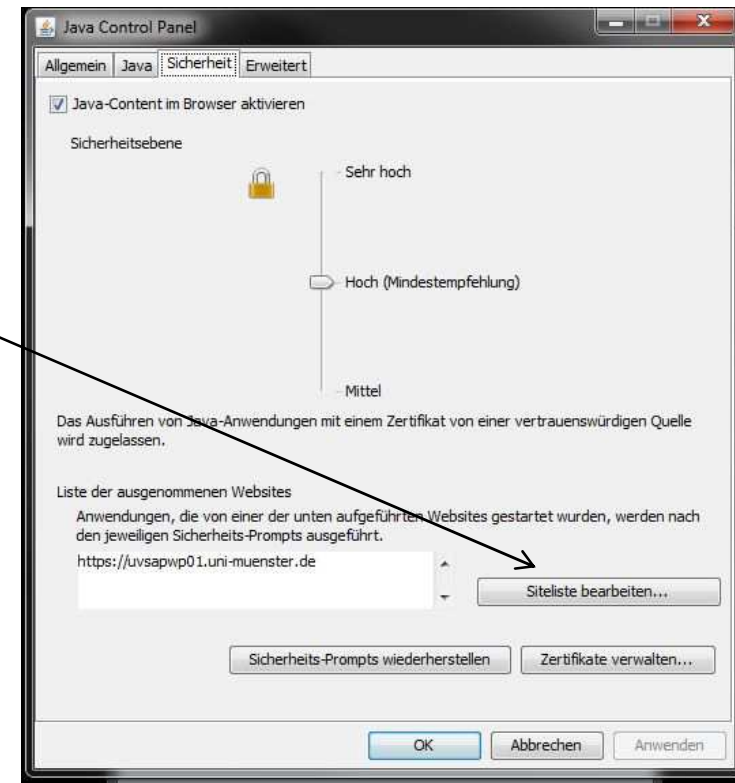 Java Control Panel
Allgemein Java Sicherheit Erweitert
Java-Content im Browser aktivieren
Sicherheitsebene
Sehr hoch
Hoch (Mindestempfehlung)
Mittel
Das Ausführen von Java-Anwendungen mit einem Zertifikat von einer vertrauenswürdigen Quelle
wird zugelassen.
Liste der ausgenommenen Websites
Anwendungen, die von einer der unten aufgeführten Websites gestartet wurden, werden nach
den jeweiligen Sicherheits-Prompts ausgeführt.
https://uvsapwp01.uni-muenster.de
Siteliste bearbeiten...
Sicherheits-Prompts wiederherstellen Zertifikate verwalten...
OK Abbrechen Anwenden